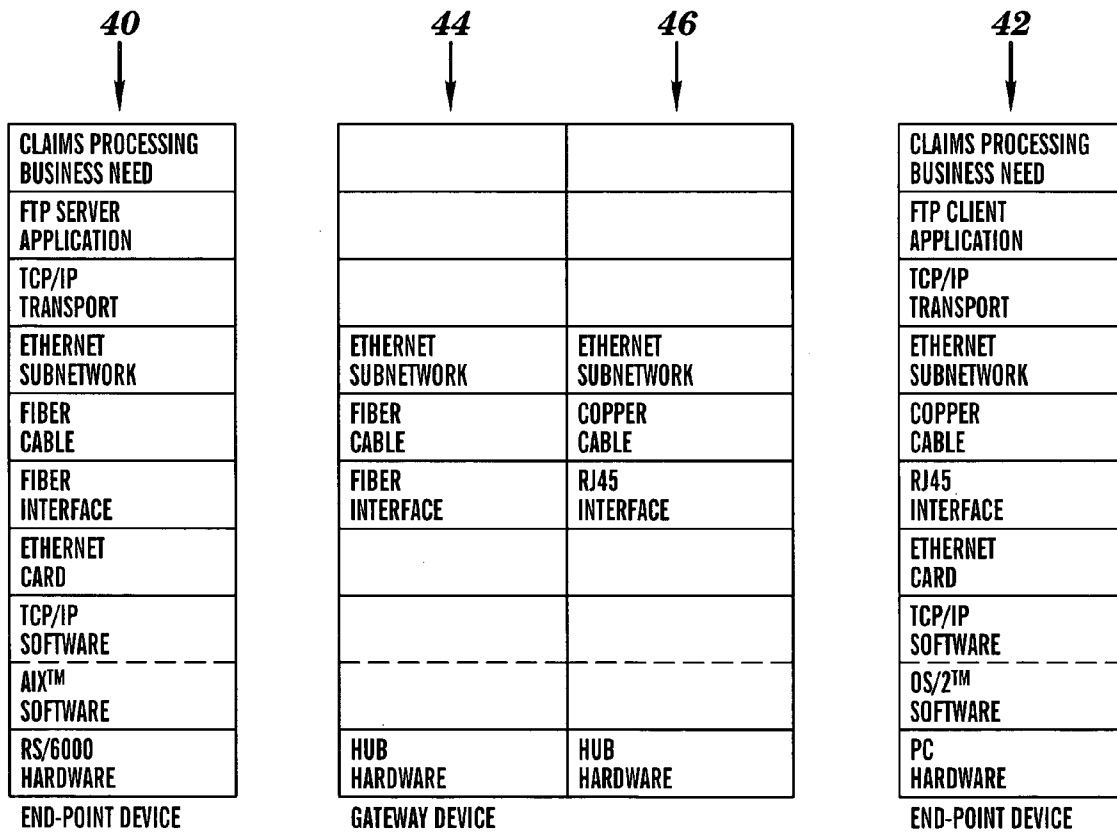 40 44 46 42
CLAIMS PROCESSING
BUSINESS NEED
FTP SERVER
APPLICATION
TCP/IP
TRANSPORT
ETHERNET
SUBNETWORK
FIBER
CABLE
FIBER
INTERFACE
ETHERNET
CARD
TCP/IP
SOFTWARE
AIX™
SOFTWARE
RS/6000
HARDWARE
END-POINT DEVICE
ETHERNET
SUBNETWORK
FIBER
CABLE
FIBER
INTERFACE
HUB
HARDWARE
ETHERNET
SUBNETWORK
COPPER
CABLE
RJ45
INTERFACE
HUB
HARDWARE
GATEWAY DEVICE
CLAIMS PROCESSING
BUSINESS NEED
FTP CLIENT
APPLICATION
TCP/IP
TRANSPORT
ETHERNET
SUBNETWORK
COPPER
CABLE
RJ45
INTERFACE
ETHERNET
CARD
TCP/IP
SOFTWARE
OS/2™
SOFTWARE
PC
HARDWARE
END-POINT DEVICE